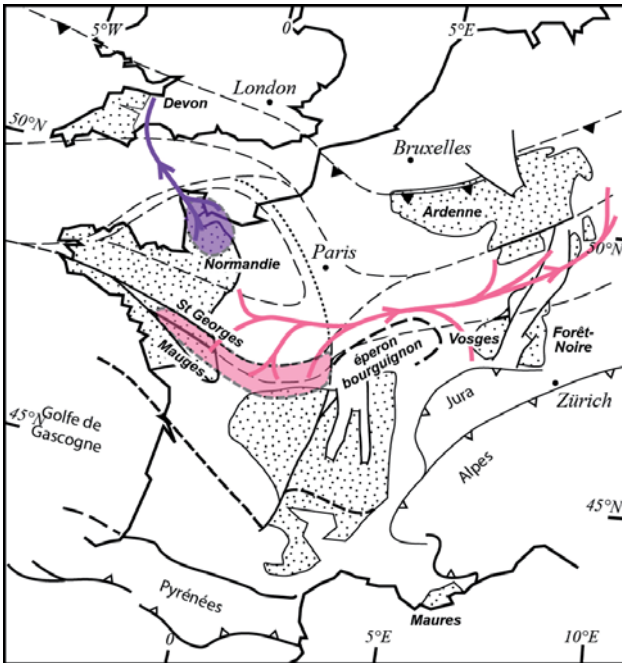 5°W
0
5°E
London
Devon
50°N
Bruxelles
Ardenne
50°N
Paris
Normandie
St Georges
Mauges
éperon
bourguignon
Vosges
Forêt-
Noire
Zürich
Jura
45°N
Golfe de
Gascogne
Alpes
45°N
Pyrénées
Maures
0
5°E
10°E